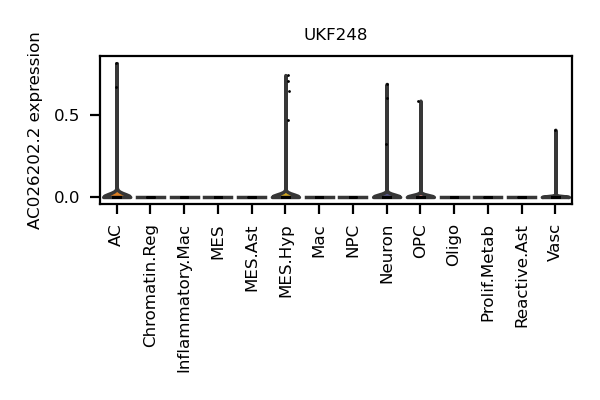 UKF248
AC026202.2 expression
0.5
0.0
AC
Chromatin.Reg
Inflammatory.Mac
MES
MES.Ast
MES.Hyp
Mac
NPC
Neuron
OPC
Oligo
Prolif.Metab
Reactive.Ast
Vasc